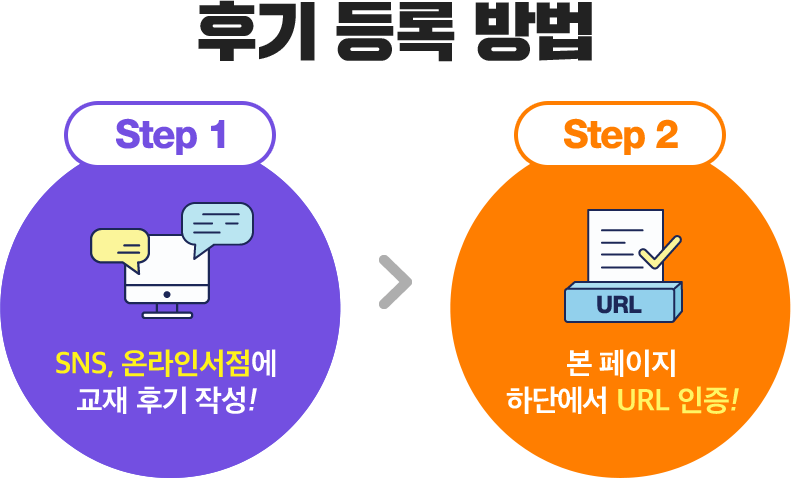 후기 등록 방법
Step 1
SNS, 온라인서점에
교재 후기 작성!
Step 2
URL
본 페이지
하단에서 URL 인증!